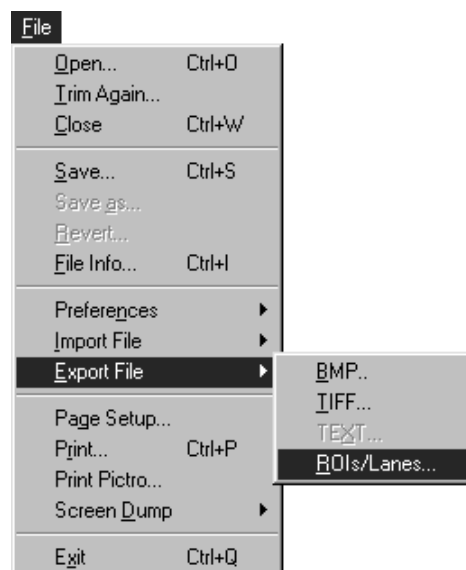 File
Open... Ctrl+O
Trim Again...
Close Ctrl+W
Save... Ctrl+S
Save as...
Revert...
File Info... Ctrl+I
Preferences
Import File
Export File
BMP..
TIFF...
TEXT...
ROIs/Lanes...
Page Setup...
Print... Ctrl+P
Print Pictro...
Screen Dump
Exit Ctrl+Q